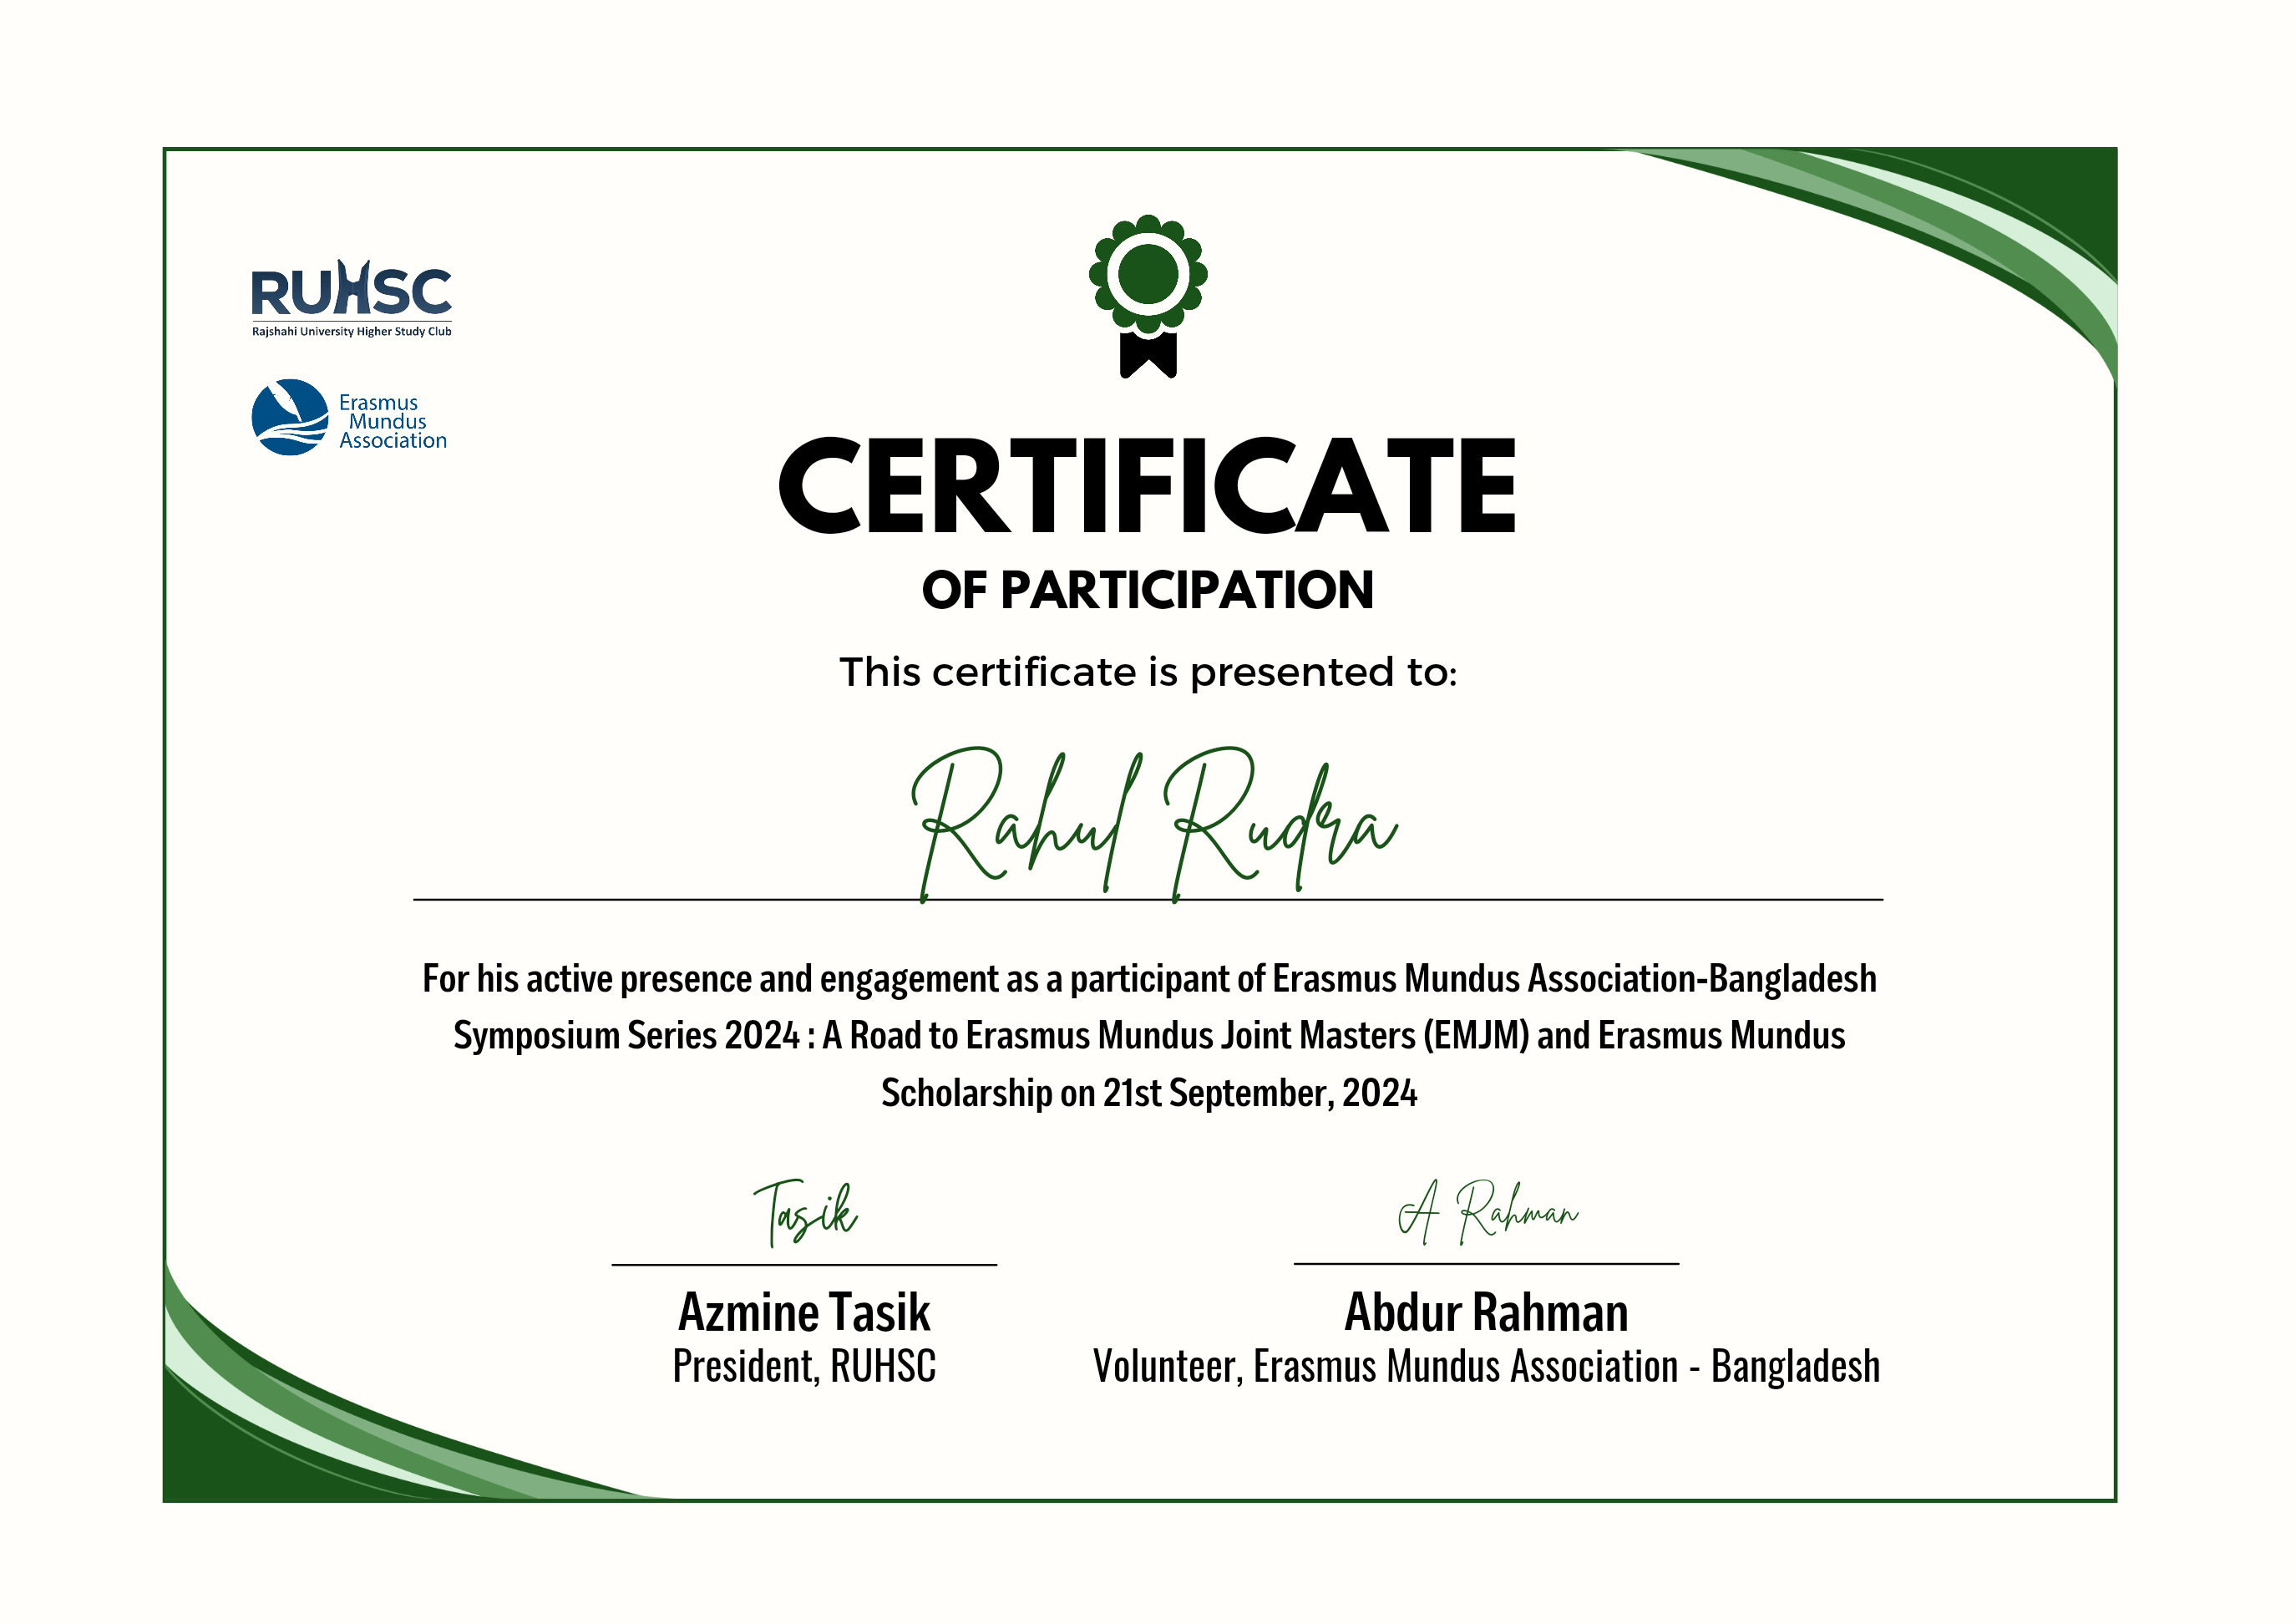 RUHSC
Rajshahi University Higher Study Club
Erasmus
Mundus
Association
CERTIFICATE
OF PARTICIPATION
This certificate is presented to:
Rahul Rudra
For his active presence and engagement as a participant of Erasmus Mundus Association-Bangladesh
Symposium Series 2024 : A Road to Erasmus Mundus Joint Masters (EMJM) and Erasmus Mundus
Scholarship on 21st September, 2024
Tasik
Azmine Tasik
President, RUHSC
A Rahman
Abdur Rahman
Volunteer, Erasmus Mundus Association - Bangladesh